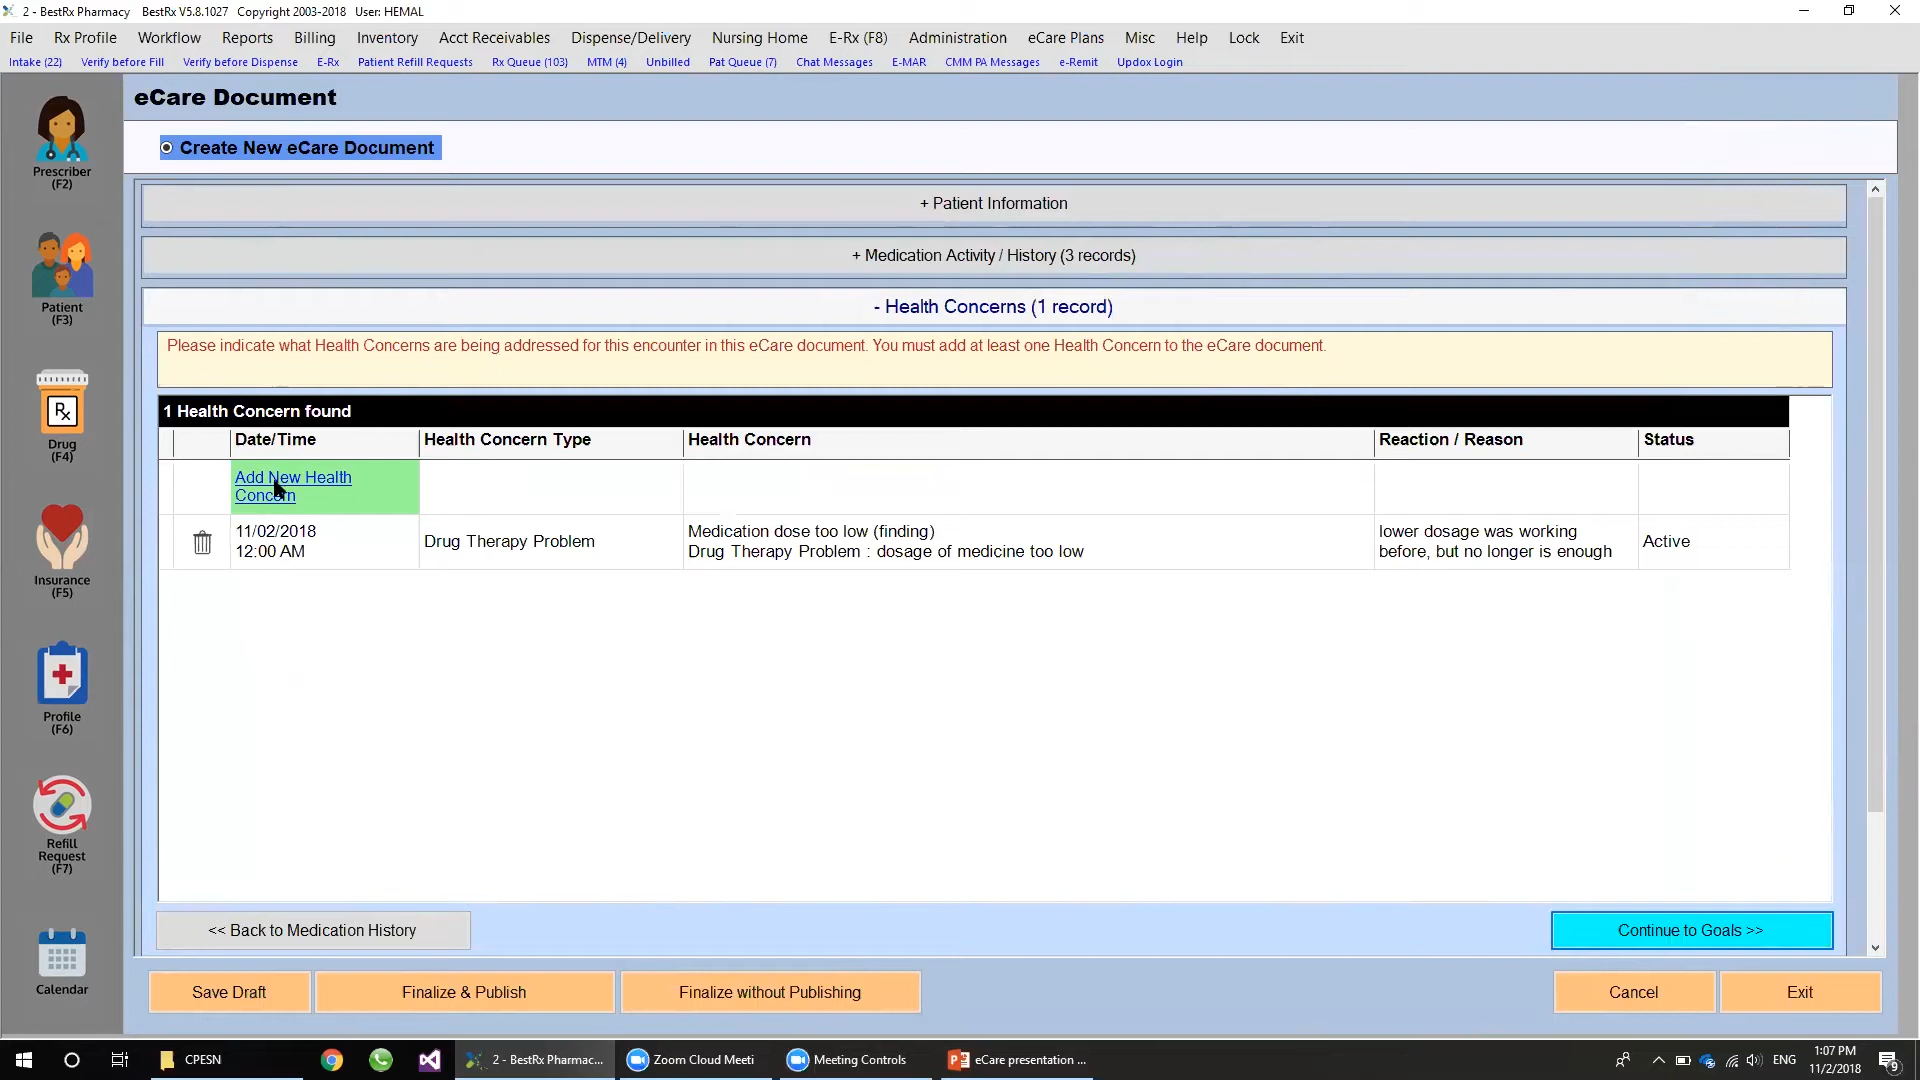 2 - BestRx Pharmacy    BestRx V5.8.1027   Copyright 2003-2018   User: HEMAL
File   Rx Profile   Workflow   Reports   Billing   Inventory   Acct Receivables   Dispense/Delivery   Nursing Home   E-Rx (F8)   Administration   eCare Plans   Misc   Help   Lock   Exit
Intake (22)   Verify before Fill   Verify before Dispense   E-Rx   Patient Refill Requests   Rx Queue (103)   MTM (4)   Unbilled   Pat Queue (7)   Chat Messages   E-MAR   CMM PA Messages   e-Remit   Updox Login
eCare Document
Create New eCare Document
Prescriber
(F2)
Patient
(F3)
Drug
(F4)
Insurance
(F5)
Profile
(F6)
Refill
Request
(F7)
Calendar
+ Patient Information
+ Medication Activity / History (3 records)
- Health Concerns (1 record)
Please indicate what Health Concerns are being addressed for this encounter in this eCare document. You must add at least one Health Concern to the eCare document.
1 Health Concern found
Date/Time   Health Concern Type   Health Concern   Reaction / Reason   Status
Add New Health
Concern
11/02/2018
12:00 AM
Drug Therapy Problem
Medication dose too low (finding)
Drug Therapy Problem : dosage of medicine too low
lower dosage was working
before, but no longer is enough
Active
<< Back to Medication History   Continue to Goals >>
Save Draft   Finalize & Publish   Finalize without Publishing   Cancel   Exit
CPESN   2 - BestRx Pharmac...   Zoom Cloud Meeti   Meeting Controls   eCare presentation ...   ENG
1:07 PM
11/2/2018
9